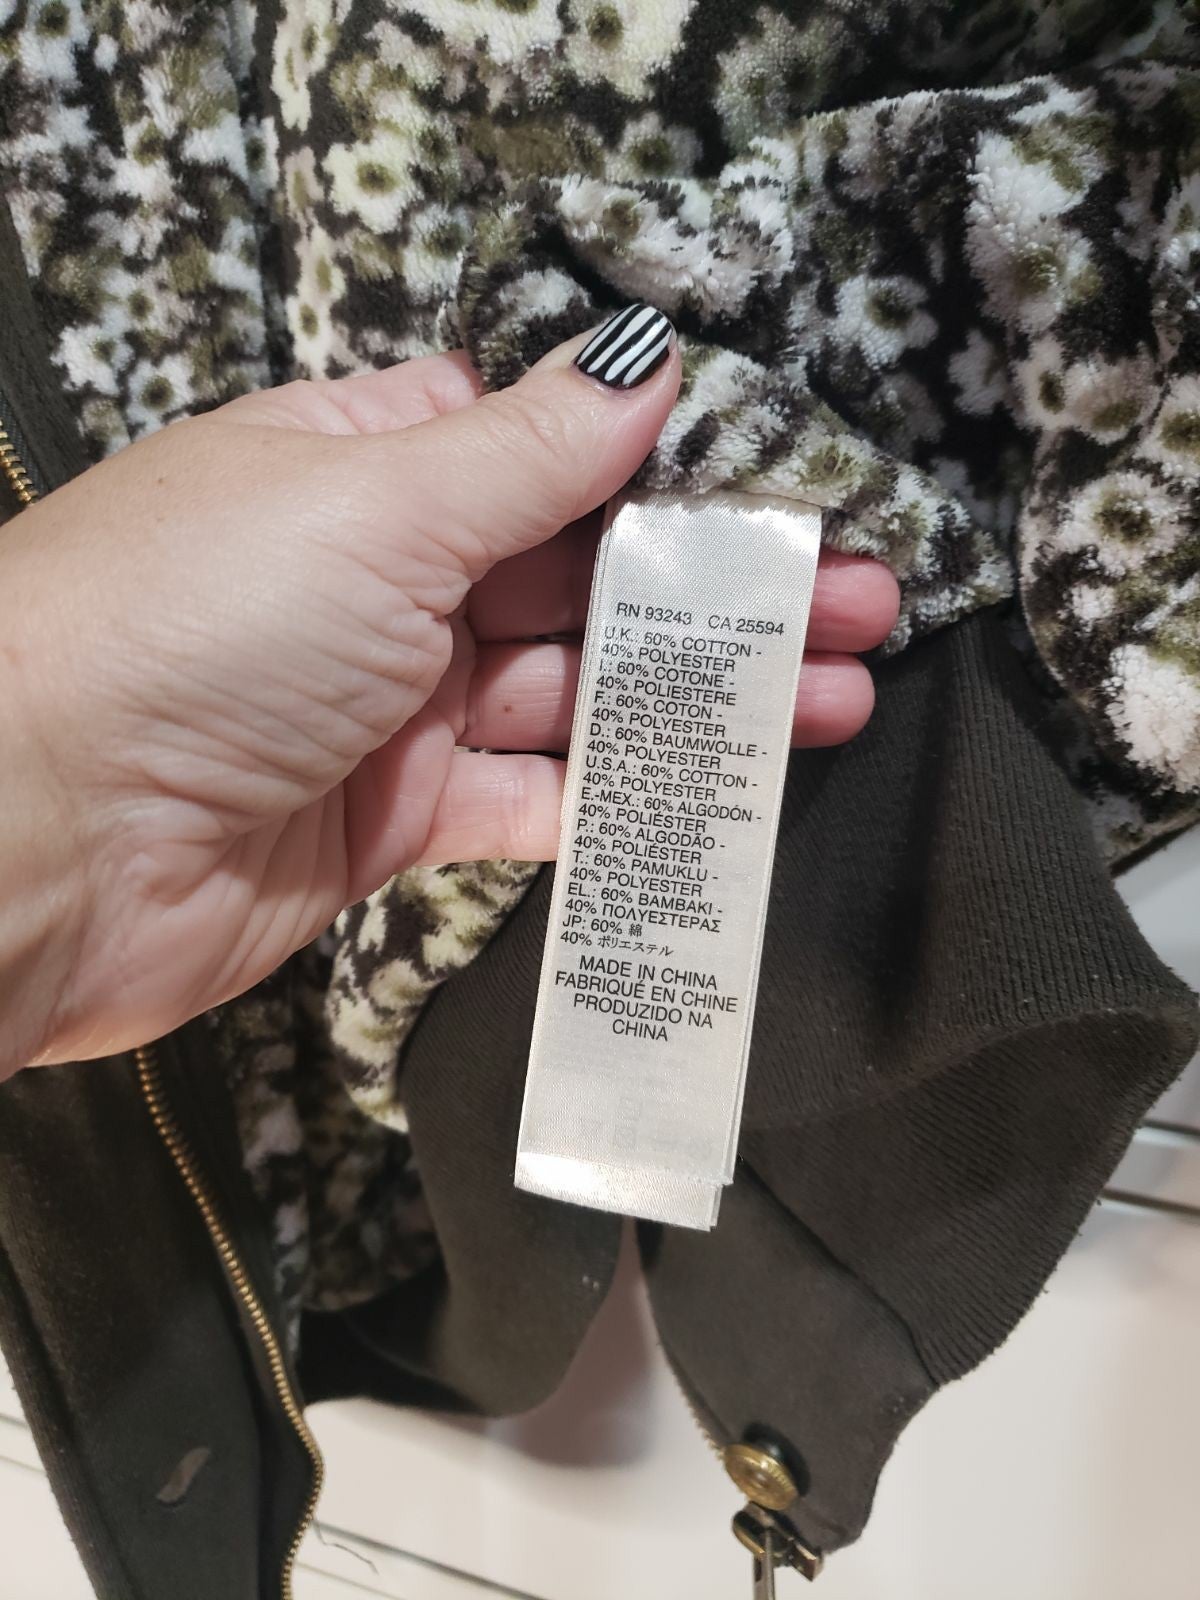 RN 93243 CA 25594
U.K.: 60% COTTON -
40% POLYESTER
I.: 60% COTONE -
40% POLIESTERE
F.: 60% COTON -
40% POLYESTER
D.: 60% BAUMWOLLE -
40% POLYESTER
U.S.A.: 60% COTTON -
40% POLYESTER
E.-MEX.: 60% ALGODÓN -
40% POLIÉSTER
P.: 60% ALGODÃO -
40% POLIÉSTER
T.: 60% PAMUKLU -
40% POLYESTER
EL.: 60% BAMBAKI -
40% ΠΟΛΥΕΣΤΕΡΑΣ
JP: 60% 綿
40% ポリエステル
MADE IN CHINA
FABRIQUÉ EN CHINE
PRODUZIDO NA
CHINA